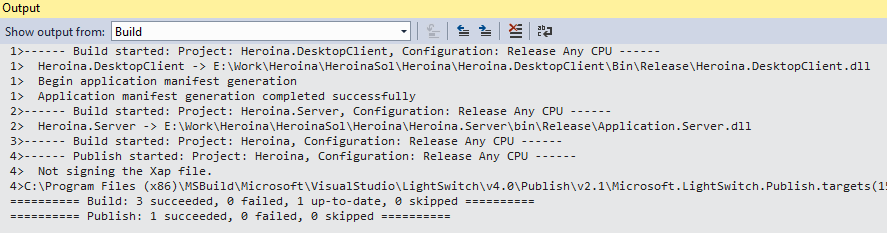 Output
Show output from: Build
1>------ Build started: Project: Heroina.DesktopClient, Configuration: Release Any CPU ------
1>  Heroina.DesktopClient -> E:\Work\Heroina\HeroinaSol\Heroina\Heroina.DesktopClient\Bin\Release\Heroina.DesktopClient.dll
1>  Begin application manifest generation
1>  Application manifest generation completed successfully
2>------ Build started: Project: Heroina.Server, Configuration: Release Any CPU ------
2>  Heroina.Server -> E:\Work\Heroina\HeroinaSol\Heroina\Heroina.Server\bin\Release\Application.Server.dll
3>------ Build started: Project: Heroina, Configuration: Release Any CPU ------
4>------ Publish started: Project: Heroina, Configuration: Release Any CPU ------
4>  Not signing the Xap file.
4>C:\Program Files (x86)\MSBuild\Microsoft\VisualStudio\LightSwitch\v4.0\Publish\v2.1\Microsoft.LightSwitch.Publish.targets(15
========== Build: 3 succeeded, 0 failed, 1 up-to-date, 0 skipped ==========
========== Publish: 1 succeeded, 0 failed, 0 skipped ==========